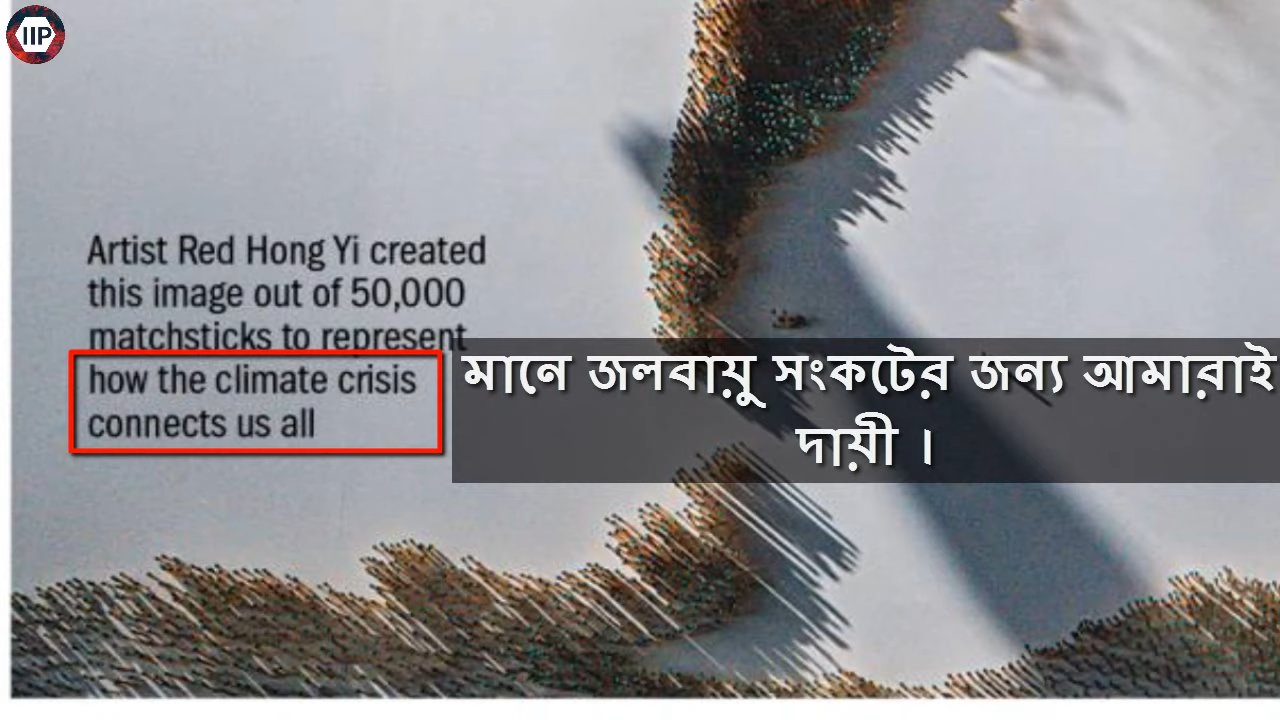 IIP
Artist Red Hong Yi created
this image out of 50,000
matchsticks to represent
how the climate crisis
connects us all
মানে জলবায়ু সংকটের জন্য আমারাই
দায়ী ।